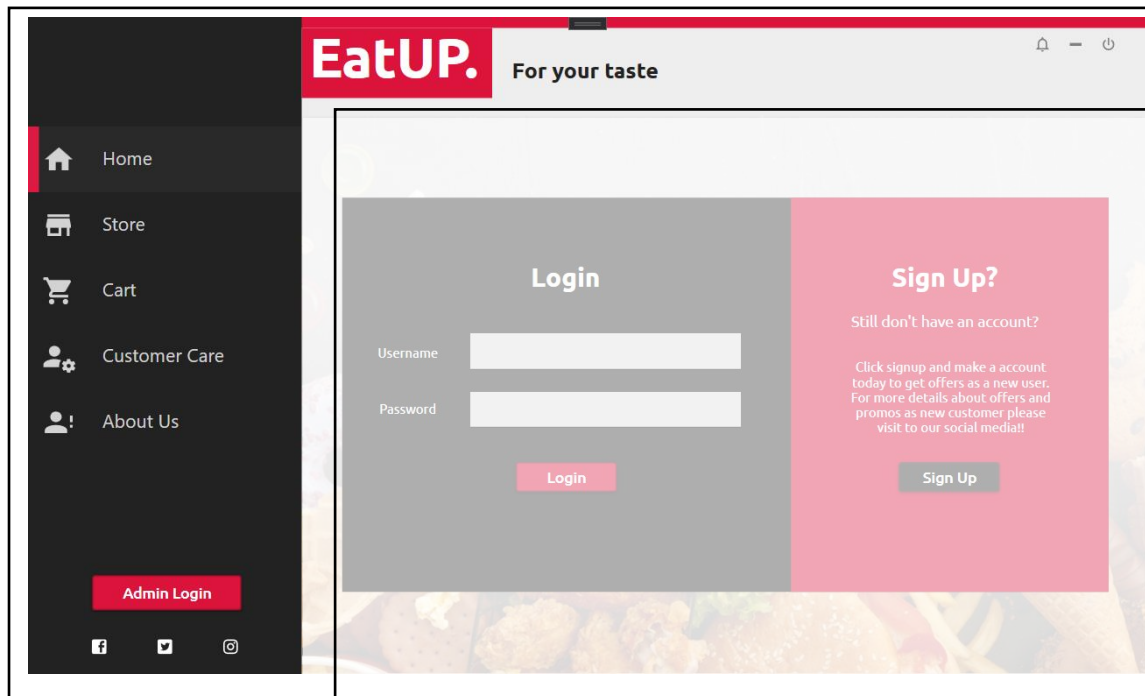 EatUP.
For your taste
Home
Store
Cart
Customer Care
About Us
Admin Login
Login
Username
Password
Login
Sign Up?
Still don't have an account?
Click signup and make a account
today to get offers as a new user.
For more details about offers and
promos as new customer please
visit to our social media!!
Sign Up